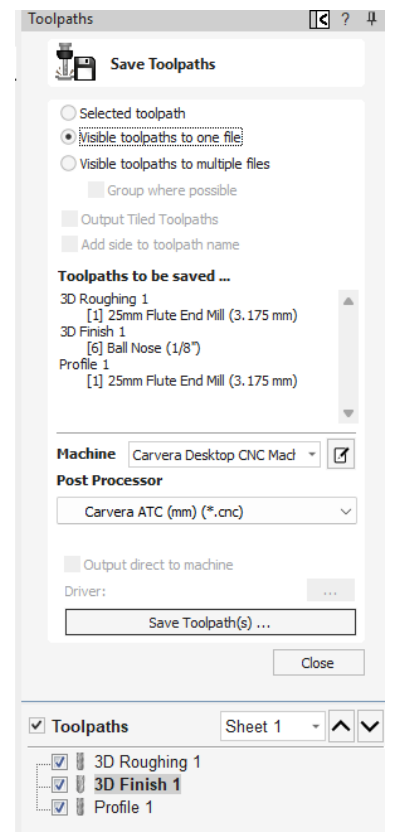 Toolpaths ?
Save Toolpaths
Selected toolpath
Visible toolpaths to one file
Visible toolpaths to multiple files
Group where possible
Output Tiled Toolpaths
Add side to toolpath name
Toolpaths to be saved ...
3D Roughing 1
[1] 25mm Flute End Mill (3.175 mm)
3D Finish 1
[6] Ball Nose (1/8")
Profile 1
[1] 25mm Flute End Mill (3.175 mm)
Machine Carvera Desktop CNC Mach
Post Processor
Carvera ATC (mm) (*.cnc)
Output direct to machine
Driver: ...
Save Toolpath(s) ...
Close
Toolpaths Sheet 1
3D Roughing 1
3D Finish 1
Profile 1